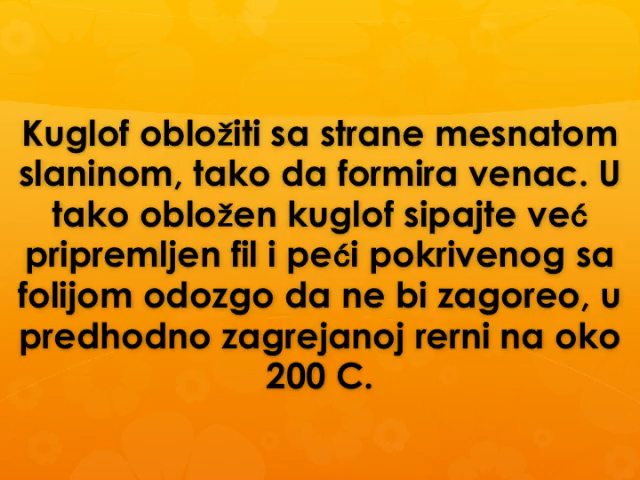 Kuglof obložiti sa strane mesnatom
slaninom, tako da formira venac. U
tako obložen kuglof sipajte već
pripremljen fil i peći pokrivenog sa
folijom odozgo da ne bi zagoreo, u
predhodno zagrejanoj rerni na oko
200 C.